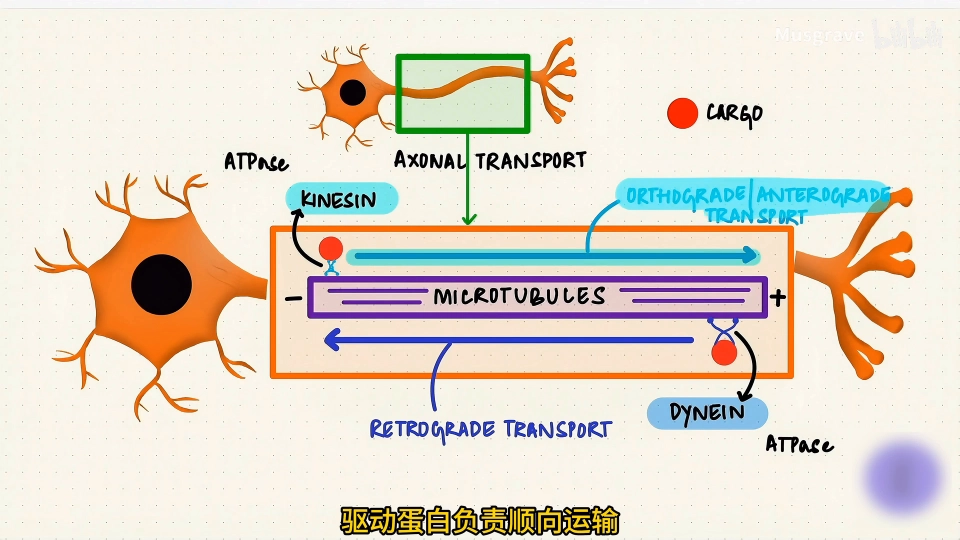 Musgrave bilibili
CARGO
ATPase
AXONAL TRANSPORT
KINESIN
ORTHOGRADE | ANTEROGRADE
TRANSPORT
- MICROTUBULES +
DYNEIN
RETROGRADE TRANSPORT
ATPase
驱动蛋白负责顺向运输